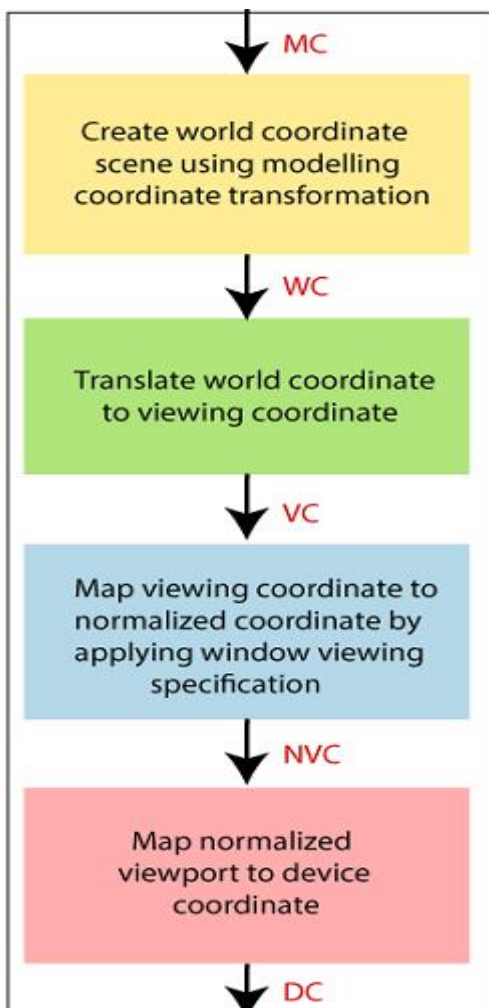 MC
Create world coordinate
scene using modelling
coordinate transformation
WC
Translate world coordinate
to viewing coordinate
VC
Map viewing coordinate to
normalized coordinate by
applying window viewing
specification
NVC
Map normalized
viewport to device
coordinate
DC